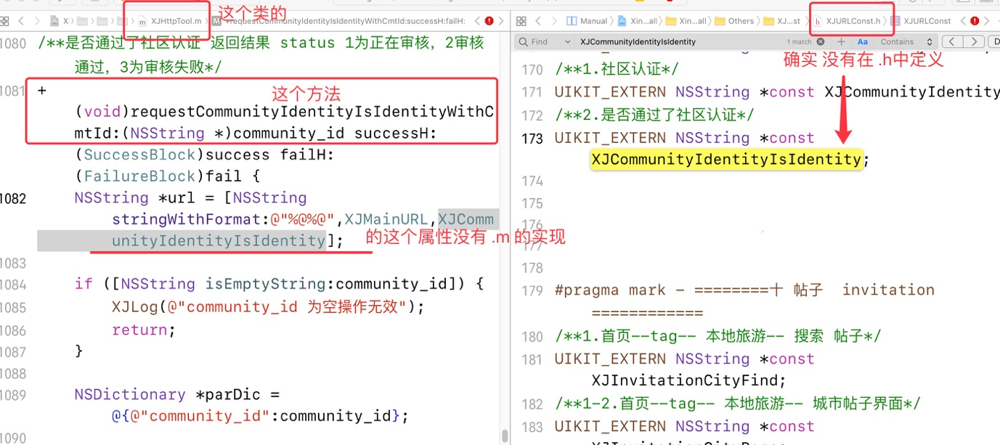 XJHttpTool.m
requestCommunityIdentityIsIdentityWithCmtId:successH:failH:
这个类的
1080 /**是否通过了社区认证 返回结果 status 1为正在审核，2审核
通过，3为审核失败*/
1081 +
这个方法
(void)requestCommunityIdentityIsIdentityWithC
mtId:(NSString *)community_id successH:
(SuccessBlock)success failH:
(FailureBlock)fail {
1082 NSString *url = [NSString
stringWithFormat:@"%@%@",XJMainURL,XJComm
unityIdentityIsIdentity];
的这个属性没有 .m 的实现
1083
1084 if ([NSString isEmptyString:community_id]) {
1085 XJLog(@"community_id 为空操作无效");
1086 return;
1087 }
1088
1089 NSDictionary *parDic =
@{@"community_id":community_id};
1090
Manual Xin...all Xin...all Others XJ...st XJURLConst.h XJURLConst
Find XJCommunityIdentityIsIdentity 1 match Aa Contains
确实 没有在 .h中定义
170 /**1.社区认证*/
171 UIKIT_EXTERN NSString *const XJCommunityIdentity
172 /**2.是否通过了社区认证*/
173 UIKIT_EXTERN NSString *const
XJCommunityIdentityIsIdentity;
174
175
176
177
178
179 #pragma mark - ========十 帖子 invitation
============
180 /**1.首页--tag-- 本地旅游-- 搜索 帖子*/
181 UIKIT_EXTERN NSString *const
XJInvitationCityFind;
182 /**1-2.首页--tag-- 本地旅游-- 城市帖子界面*/
183 UIKIT_EXTERN NSString *const